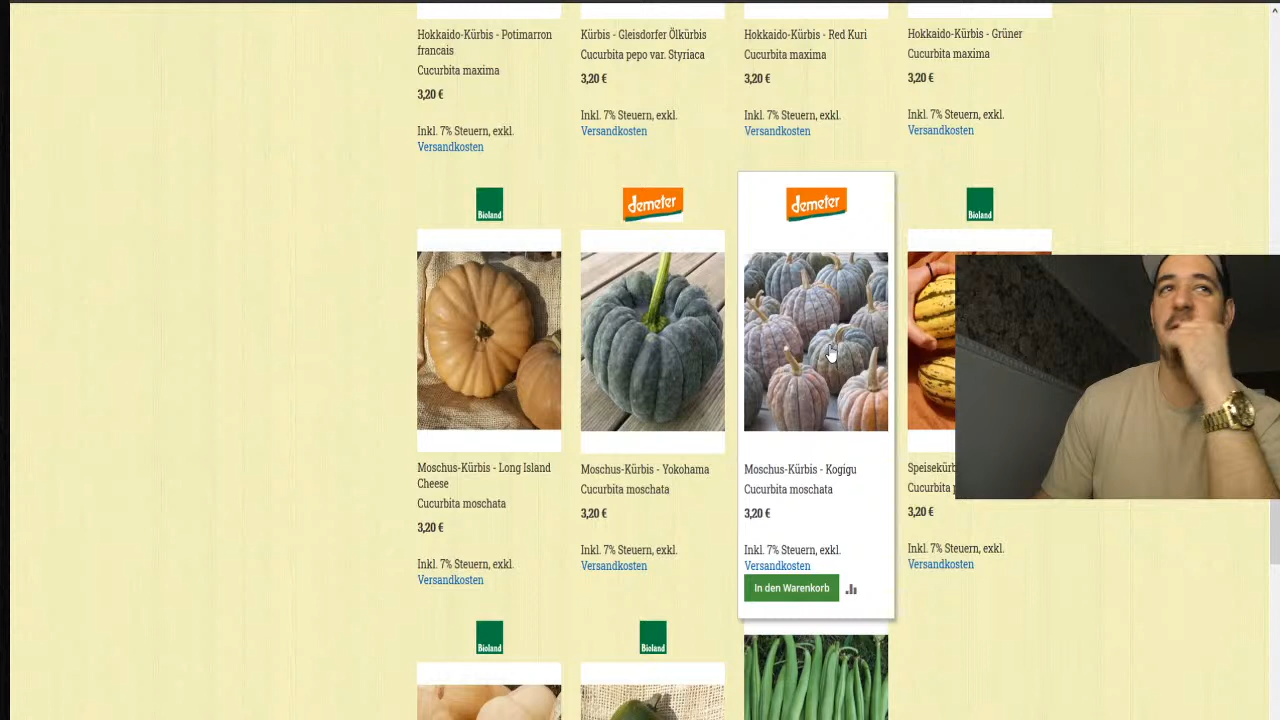 Hokkaido-Kürbis - Potimarron
francais
Cucurbita maxima
3,20 €
Inkl. 7% Steuern, exkl.
Versandkosten
Kürbis - Gleisdorfer Ölkürbis
Cucurbita pepo var. Styriaca
3,20 €
Inkl. 7% Steuern, exkl.
Versandkosten
Hokkaido-Kürbis - Red Kuri
Cucurbita maxima
3,20 €
Inkl. 7% Steuern, exkl.
Versandkosten
Hokkaido-Kürbis - Grüner
Cucurbita maxima
3,20 €
Inkl. 7% Steuern, exkl.
Versandkosten
Bioland
Moschus-Kürbis - Long Island
Cheese
Cucurbita moschata
3,20 €
Inkl. 7% Steuern, exkl.
Versandkosten
demeter
Moschus-Kürbis - Yokohama
Cucurbita moschata
3,20 €
Inkl. 7% Steuern, exkl.
Versandkosten
demeter
Moschus-Kürbis - Kogigu
Cucurbita moschata
3,20 €
Inkl. 7% Steuern, exkl.
Versandkosten
In den Warenkorb
Bioland
Cucurbita
3,20 €
Inkl. 7% Steuern, exkl.
Versandkosten
Bioland
Bioland